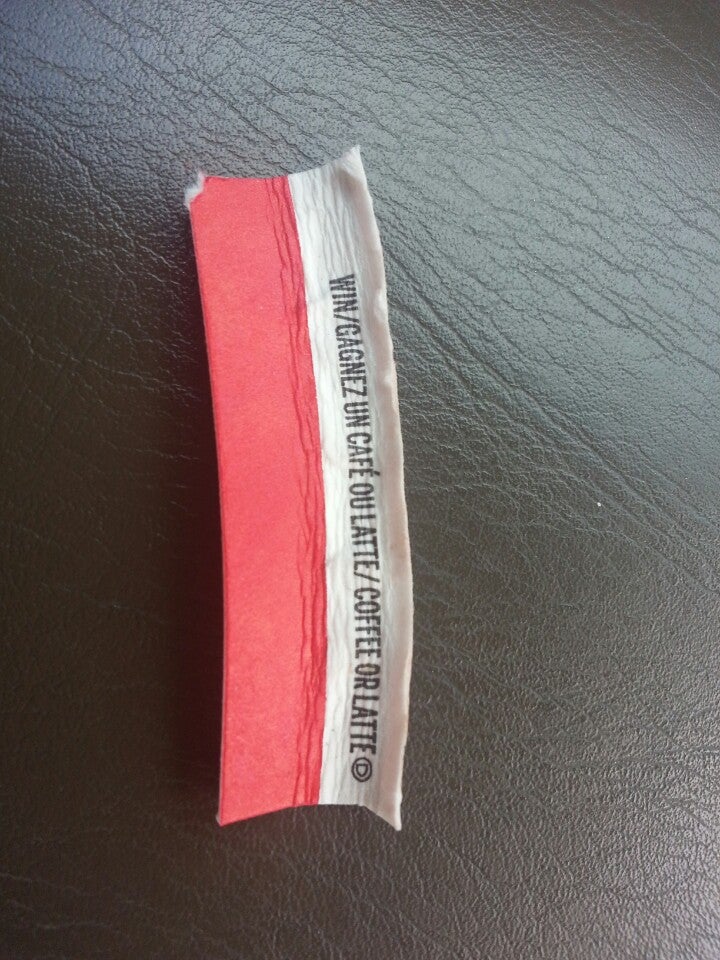 WIN/GAGNEZ UN CAFÉ OU LATTE/ COFFEE OR LATTE Ⓓ